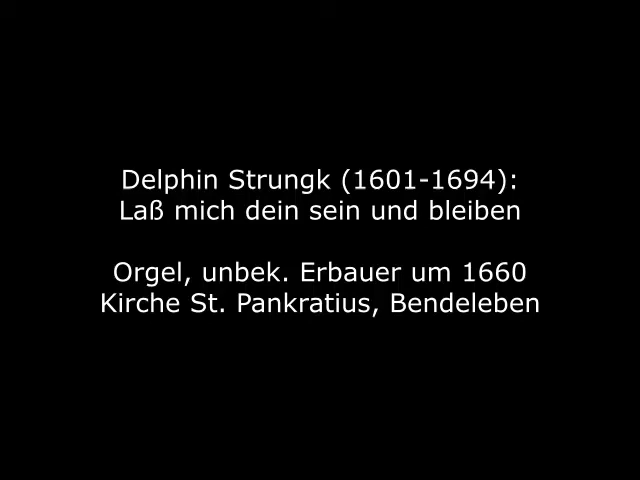 Delphin Strungk (1601-1694):
Laß mich dein sein und bleiben
Orgel, unbek. Erbauer um 1660
Kirche St. Pankratius, Bendeleben